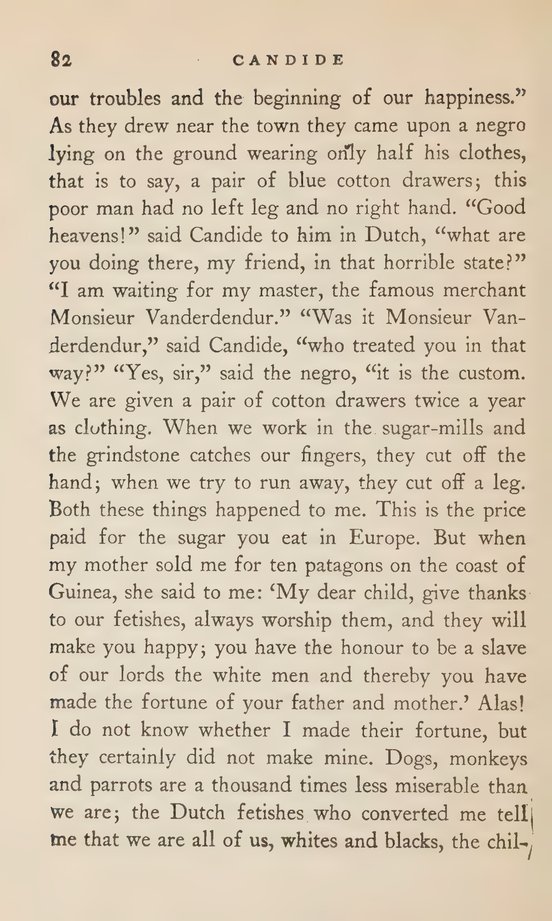 82 CANDIDE
our troubles and the beginning of our happiness.”
As they drew near the town they came upon a negro
lying on the ground wearing only half his clothes,
that is to say, a pair of blue cotton drawers; this
poor man had no left leg and no right hand. “Good
heavens!” said Candide to him in Dutch, “what are
you doing there, my friend, in that horrible state?”
“I am waiting for my master, the famous merchant
Monsieur Vanderdendur.” “Was it Monsieur Van-
derdendur,” said Candide, “who treated you in that
way?” “Yes, sir,” said the negro, “it is the custom.
We are given a pair of cotton drawers twice a year
as clothing. When we work in the sugar-mills and
the grindstone catches our fingers, they cut off the
hand; when we try to run away, they cut off a leg.
Both these things happened to me. This is the price
paid for the sugar you eat in Europe. But when
my mother sold me for ten patagons on the coast of
Guinea, she said to me: ‘My dear child, give thanks
to our fetishes, always worship them, and they will
make you happy; you have the honour to be a slave
of our lords the white men and thereby you have
made the fortune of your father and mother.’ Alas!
I do not know whether I made their fortune, but
they certainly did not make mine. Dogs, monkeys
and parrots are a thousand times less miserable than
we are; the Dutch fetishes who converted me tell
me that we are all of us, whites and blacks, the chil-